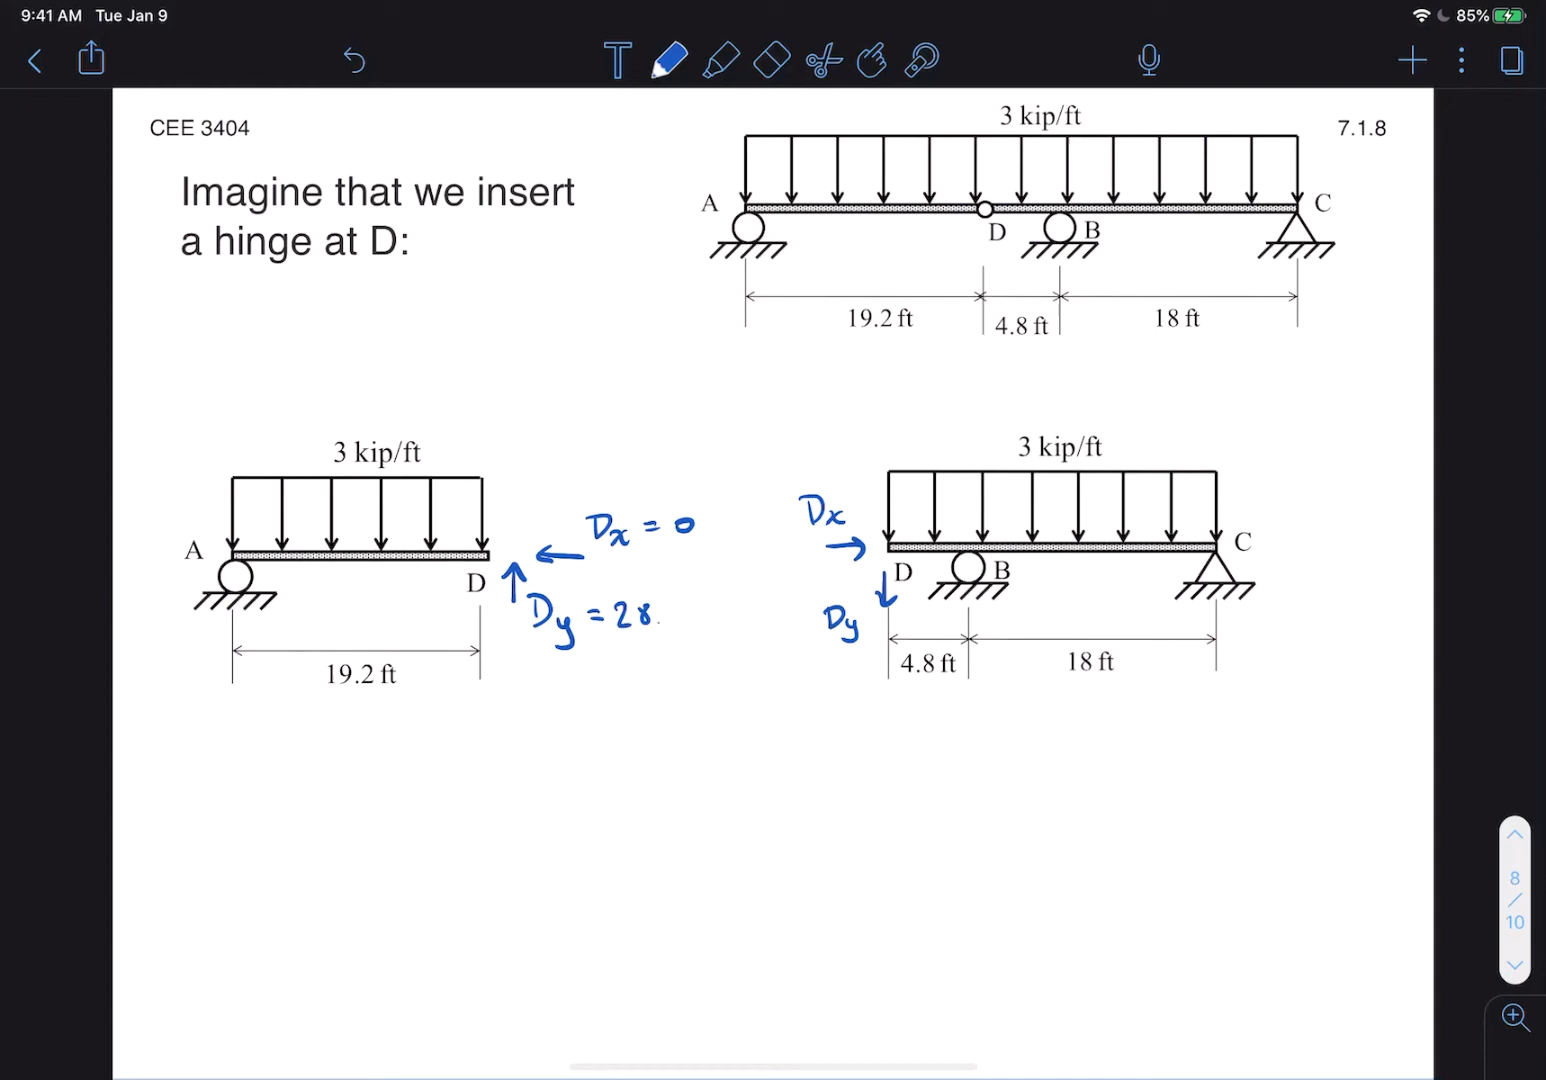 9:41 AM Tue Jan 9
85%
CEE 3404
3 kip/ft
7.1.8
Imagine that we insert
a hinge at D:
A
C
D
B
19.2 ft
4.8 ft
18 ft
3 kip/ft
A
D
Dx = 0
Dy = 28.
19.2 ft
3 kip/ft
Dx
C
D
B
Dy
4.8 ft
18 ft
8
/
10